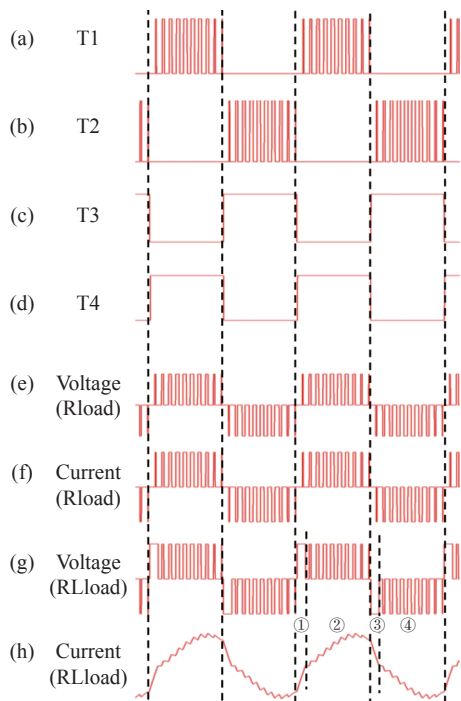 (a) T1
(b) T2
(c) T3
(d) T4
(e) Voltage
(Rload)
(f) Current
(Rload)
(g) Voltage
(RLload)
① ② ③ ④
(h) Current
(RLload)